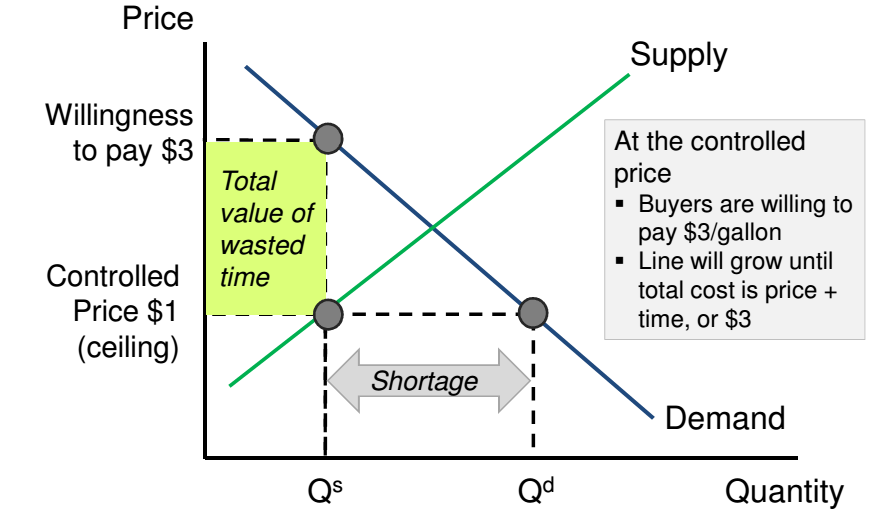 Price
Supply
Willingness
to pay $3
At the controlled
price
▪ Buyers are willing to
pay $3/gallon
▪ Line will grow until
total cost is price +
time, or $3
Total
value of
wasted
time
Controlled
Price $1
(ceiling)
Shortage
Demand
Qˢ
Qᵈ
Quantity